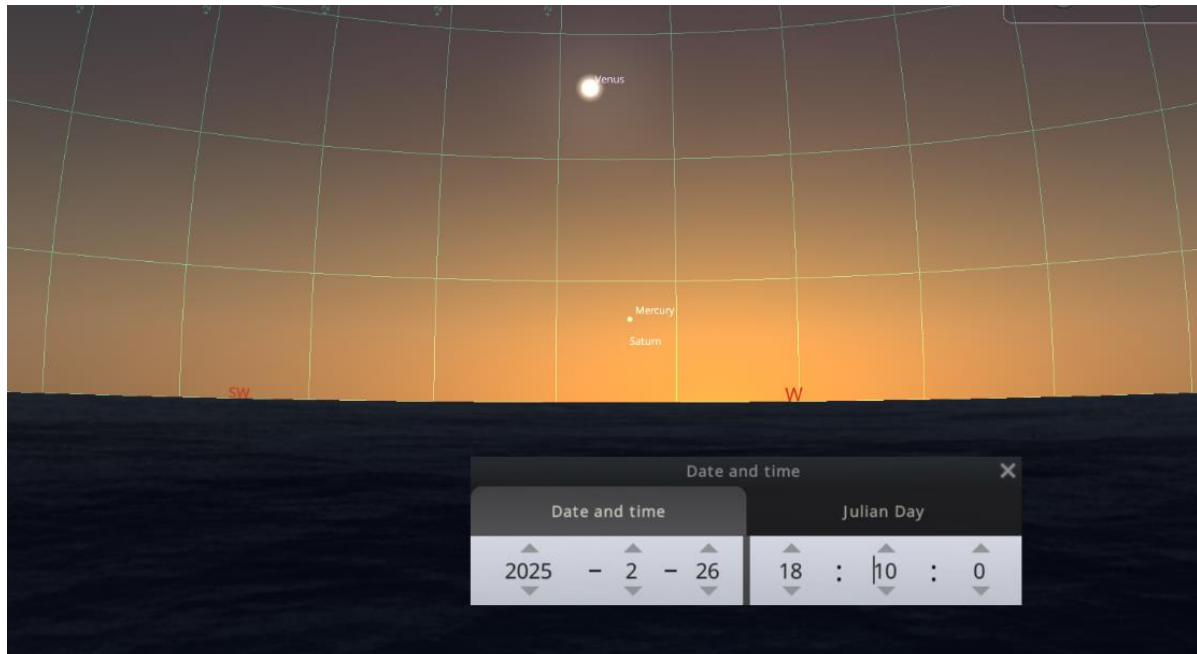 Venus
Mercury
Saturn
SW
W
Date and time
Date and time
Julian Day
2025 - 2 - 26 18 : 10 : 0